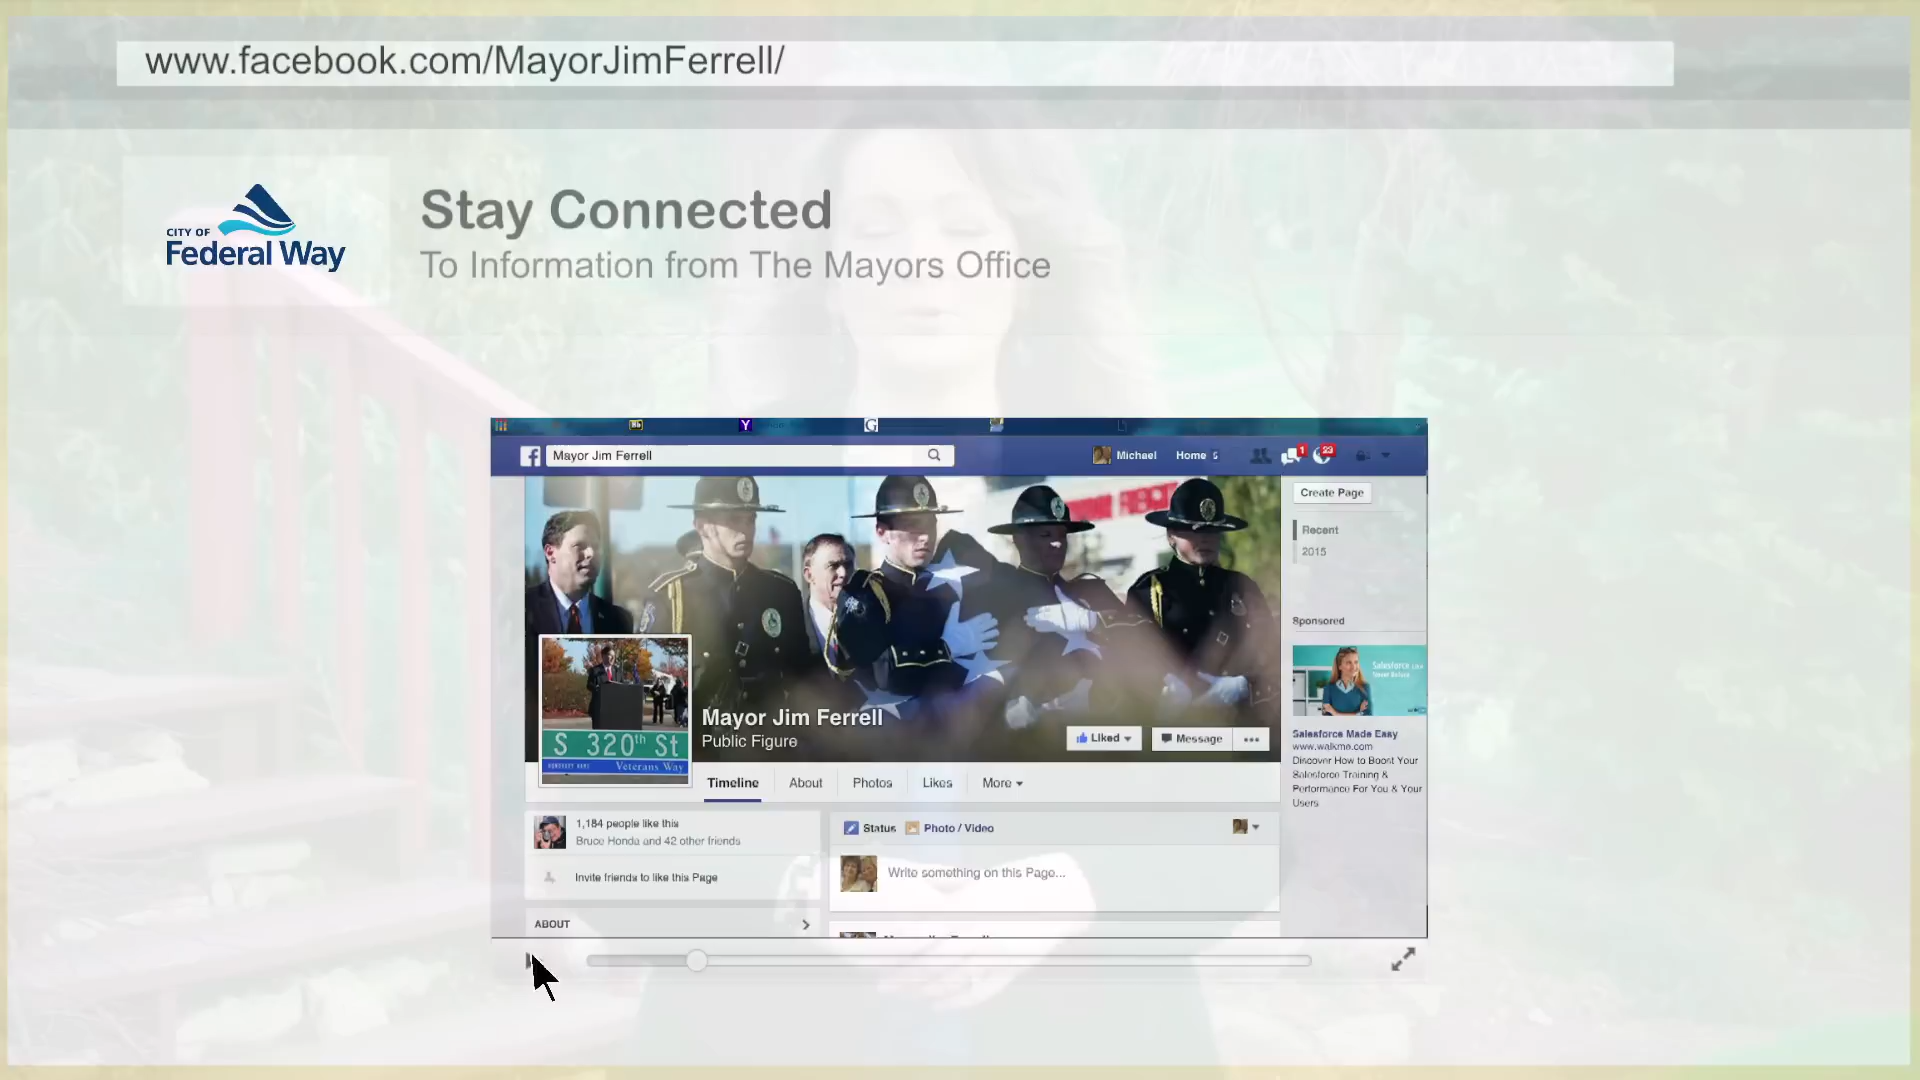 www.facebook.com/MayorJimFerrell/
CITY OF
Federal Way
Stay Connected
To Information from The Mayors Office
Mayor Jim Ferrell
Michael
Home 5
1
23
Create Page
Recent
2015
Sponsored
Salesforce
Mayor Jim Ferrell
Public Figure
Liked
Message
S 320th St
Veterans Way
Salesforce Made Easy
www.walkme.com
Discover How to Boost Your
Salesforce Training &
Performance For You & Your
Users
Timeline
About
Photos
Likes
More
1,184 people like this
Bruce Honda and 42 other friends
Invite friends to like this Page
ABOUT
Status
Photo / Video
Write something on this Page...